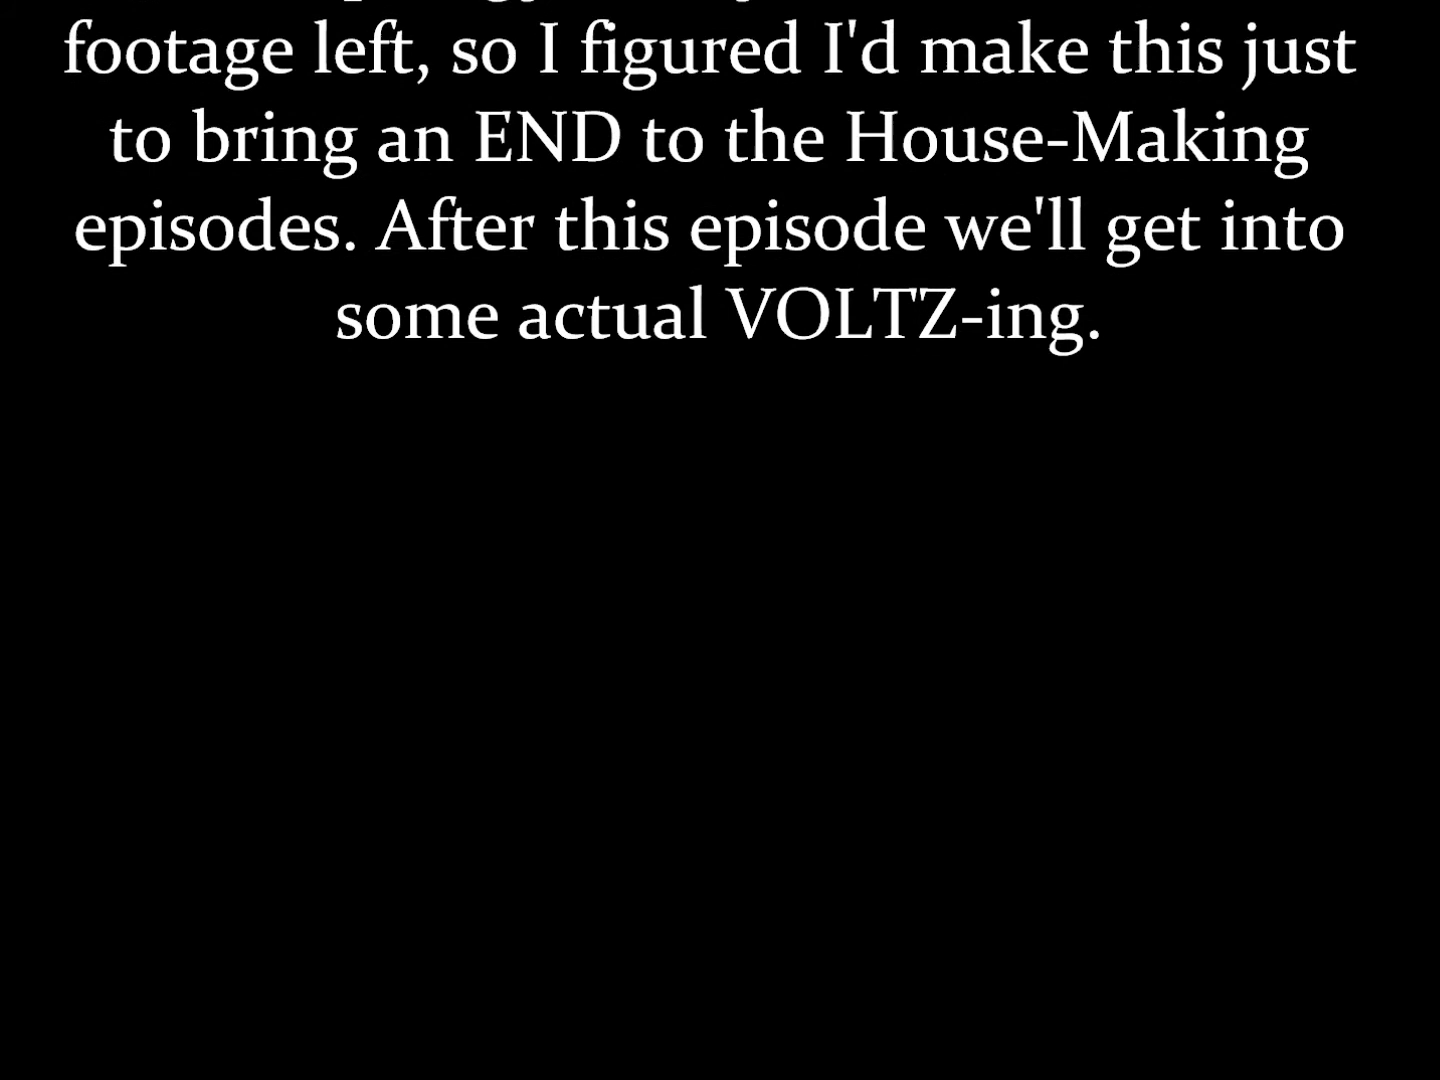 footage left, so I figured I'd make this just
to bring an END to the House-Making
episodes. After this episode we'll get into
some actual VOLTZ-ing.